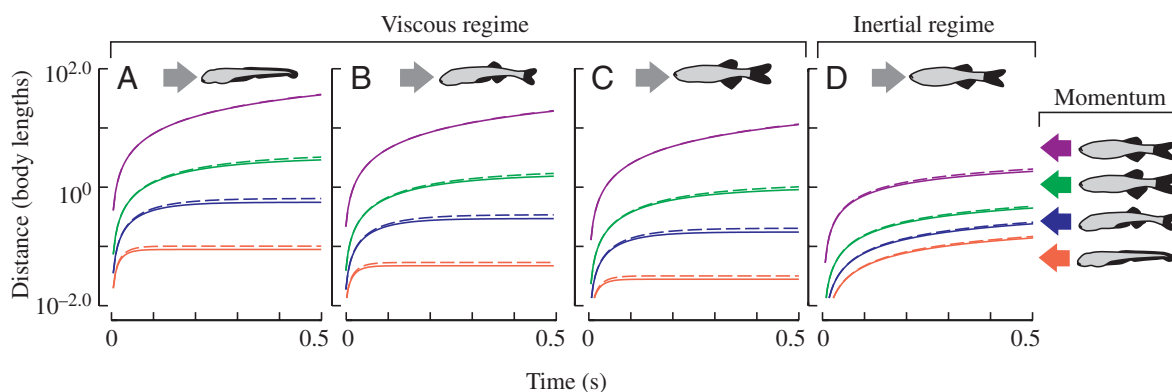 Viscous regime
Inertial regime
A
B
C
D
Momentum
Distance (body lengths)
10^2.0
10^0
10^−2.0
0
0.5
0
0.5
0
0.5
0
0.5
Time (s)